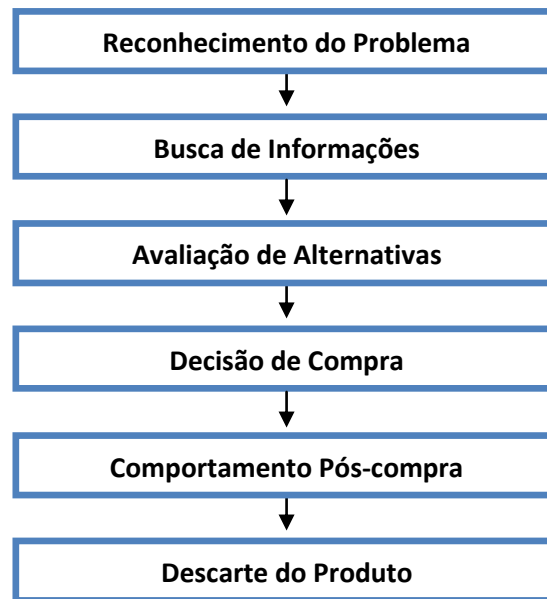 Reconhecimento do Problema
Busca de Informações
Avaliação de Alternativas
Decisão de Compra
Comportamento Pós-compra
Descarte do Produto